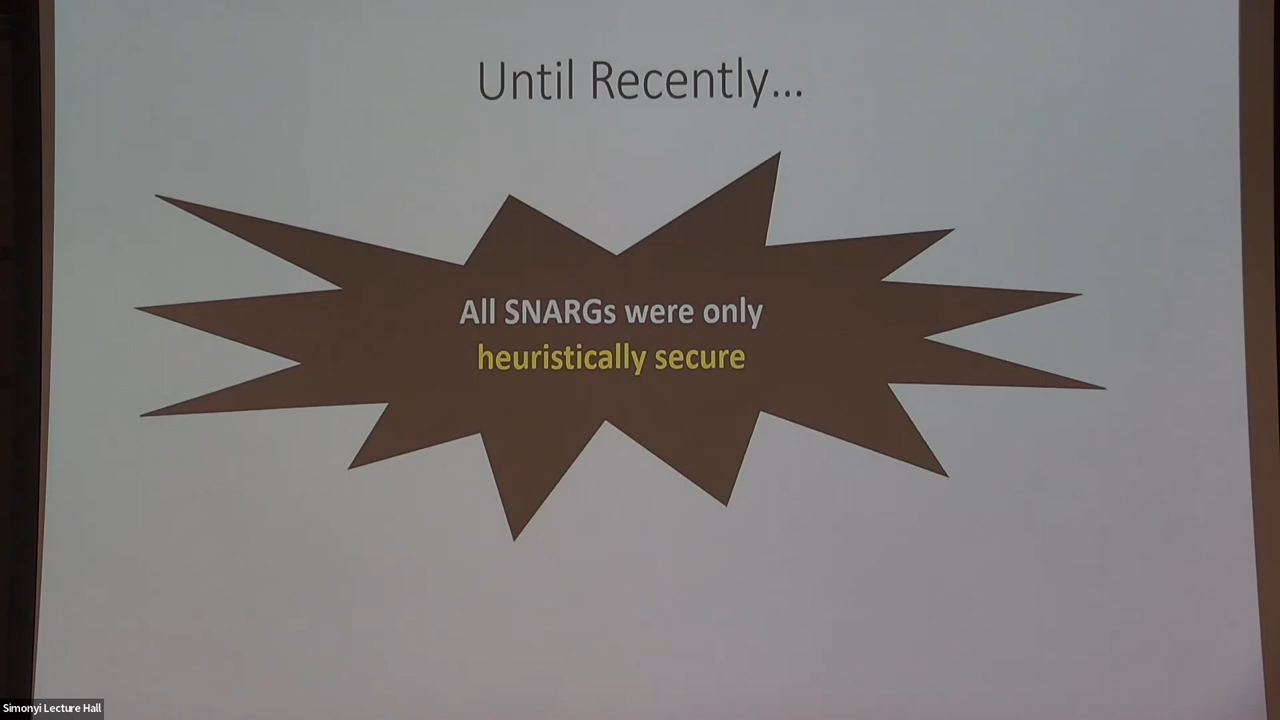 Until Recently...
All SNARGs were only
heuristically secure
Simonyi Lecture Hall